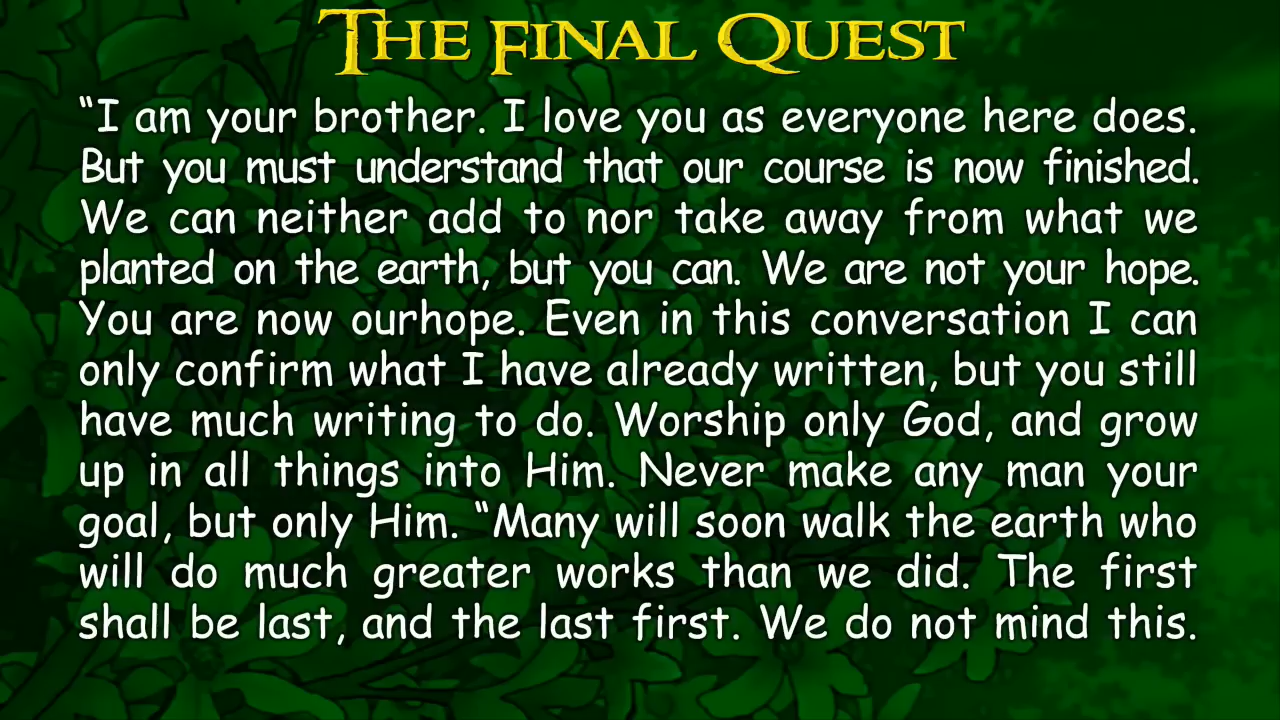 The Final Quest
“I am your brother. I love you as everyone here does.
But you must understand that our course is now finished.
We can neither add to nor take away from what we
planted on the earth, but you can. We are not your hope.
You are now ourhope. Even in this conversation I can
only confirm what I have already written, but you still
have much writing to do. Worship only God, and grow
up in all things into Him. Never make any man your
goal, but only Him. “Many will soon walk the earth who
will do much greater works than we did. The first
shall be last, and the last first. We do not mind this.